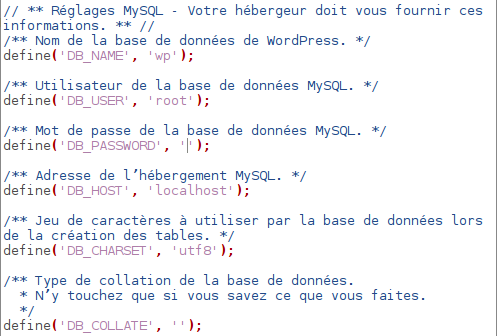 // ** Réglages MySQL - Votre hébergeur doit vous fournir ces
informations. ** //
/** Nom de la base de données de WordPress. */
define('DB_NAME', 'wp');
/** Utilisateur de la base de données MySQL. */
define('DB_USER', 'root');
/** Mot de passe de la base de données MySQL. */
define('DB_PASSWORD', '');
/** Adresse de l’hébergement MySQL. */
define('DB_HOST', 'localhost');
/** Jeu de caractères à utiliser par la base de données lors
de la création des tables. */
define('DB_CHARSET', 'utf8');
/** Type de collation de la base de données.
* N’y touchez que si vous savez ce que vous faites.
*/
define('DB_COLLATE', '');